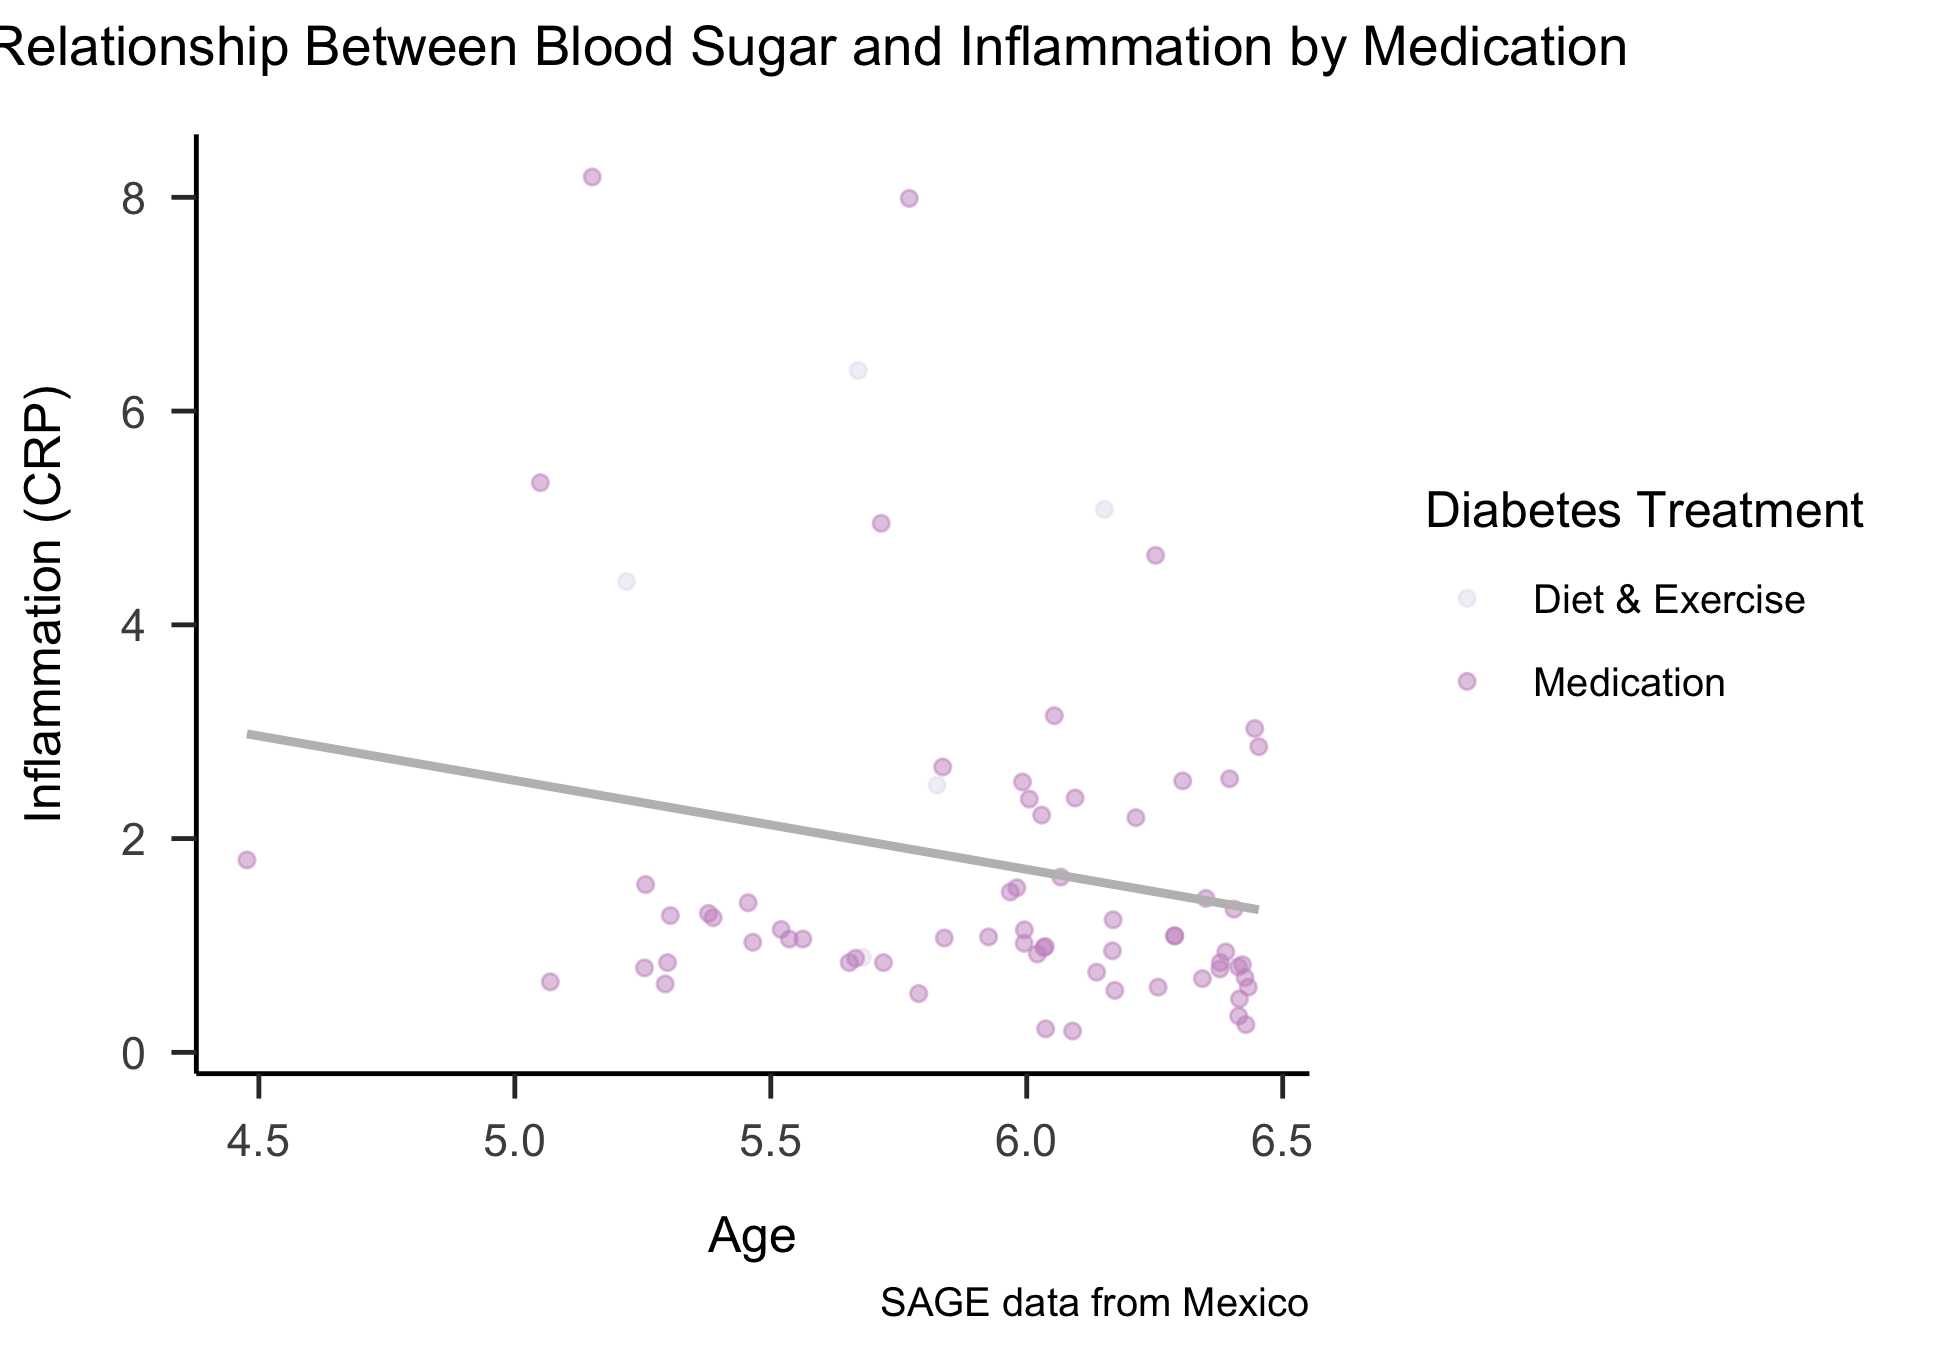 Relationship Between Blood Sugar and Inflammation by Medication
8
6
4
2
0
Inflammation (CRP)
4.5 5.0 5.5 6.0 6.5
Age
SAGE data from Mexico
Diabetes Treatment
Diet & Exercise
Medication